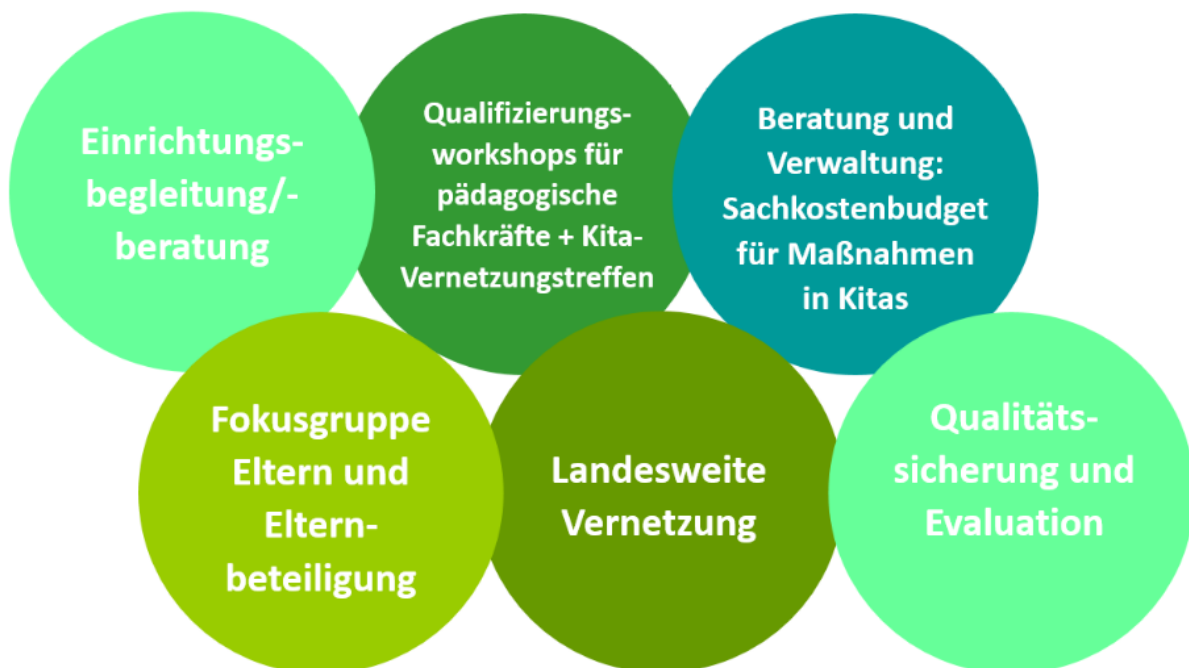 Einrichtungs-
begleitung/-
beratung
Qualifizierungs-
workshops für
pädagogische
Fachkräfte + Kita-
Vernetzungstreffen
Beratung und
Verwaltung:
Sachkostenbudget
für Maßnahmen
in Kitas
Fokusgruppe
Eltern und
Eltern-
beteiligung
Landesweite
Vernetzung
Qualitäts-
sicherung und
Evaluation